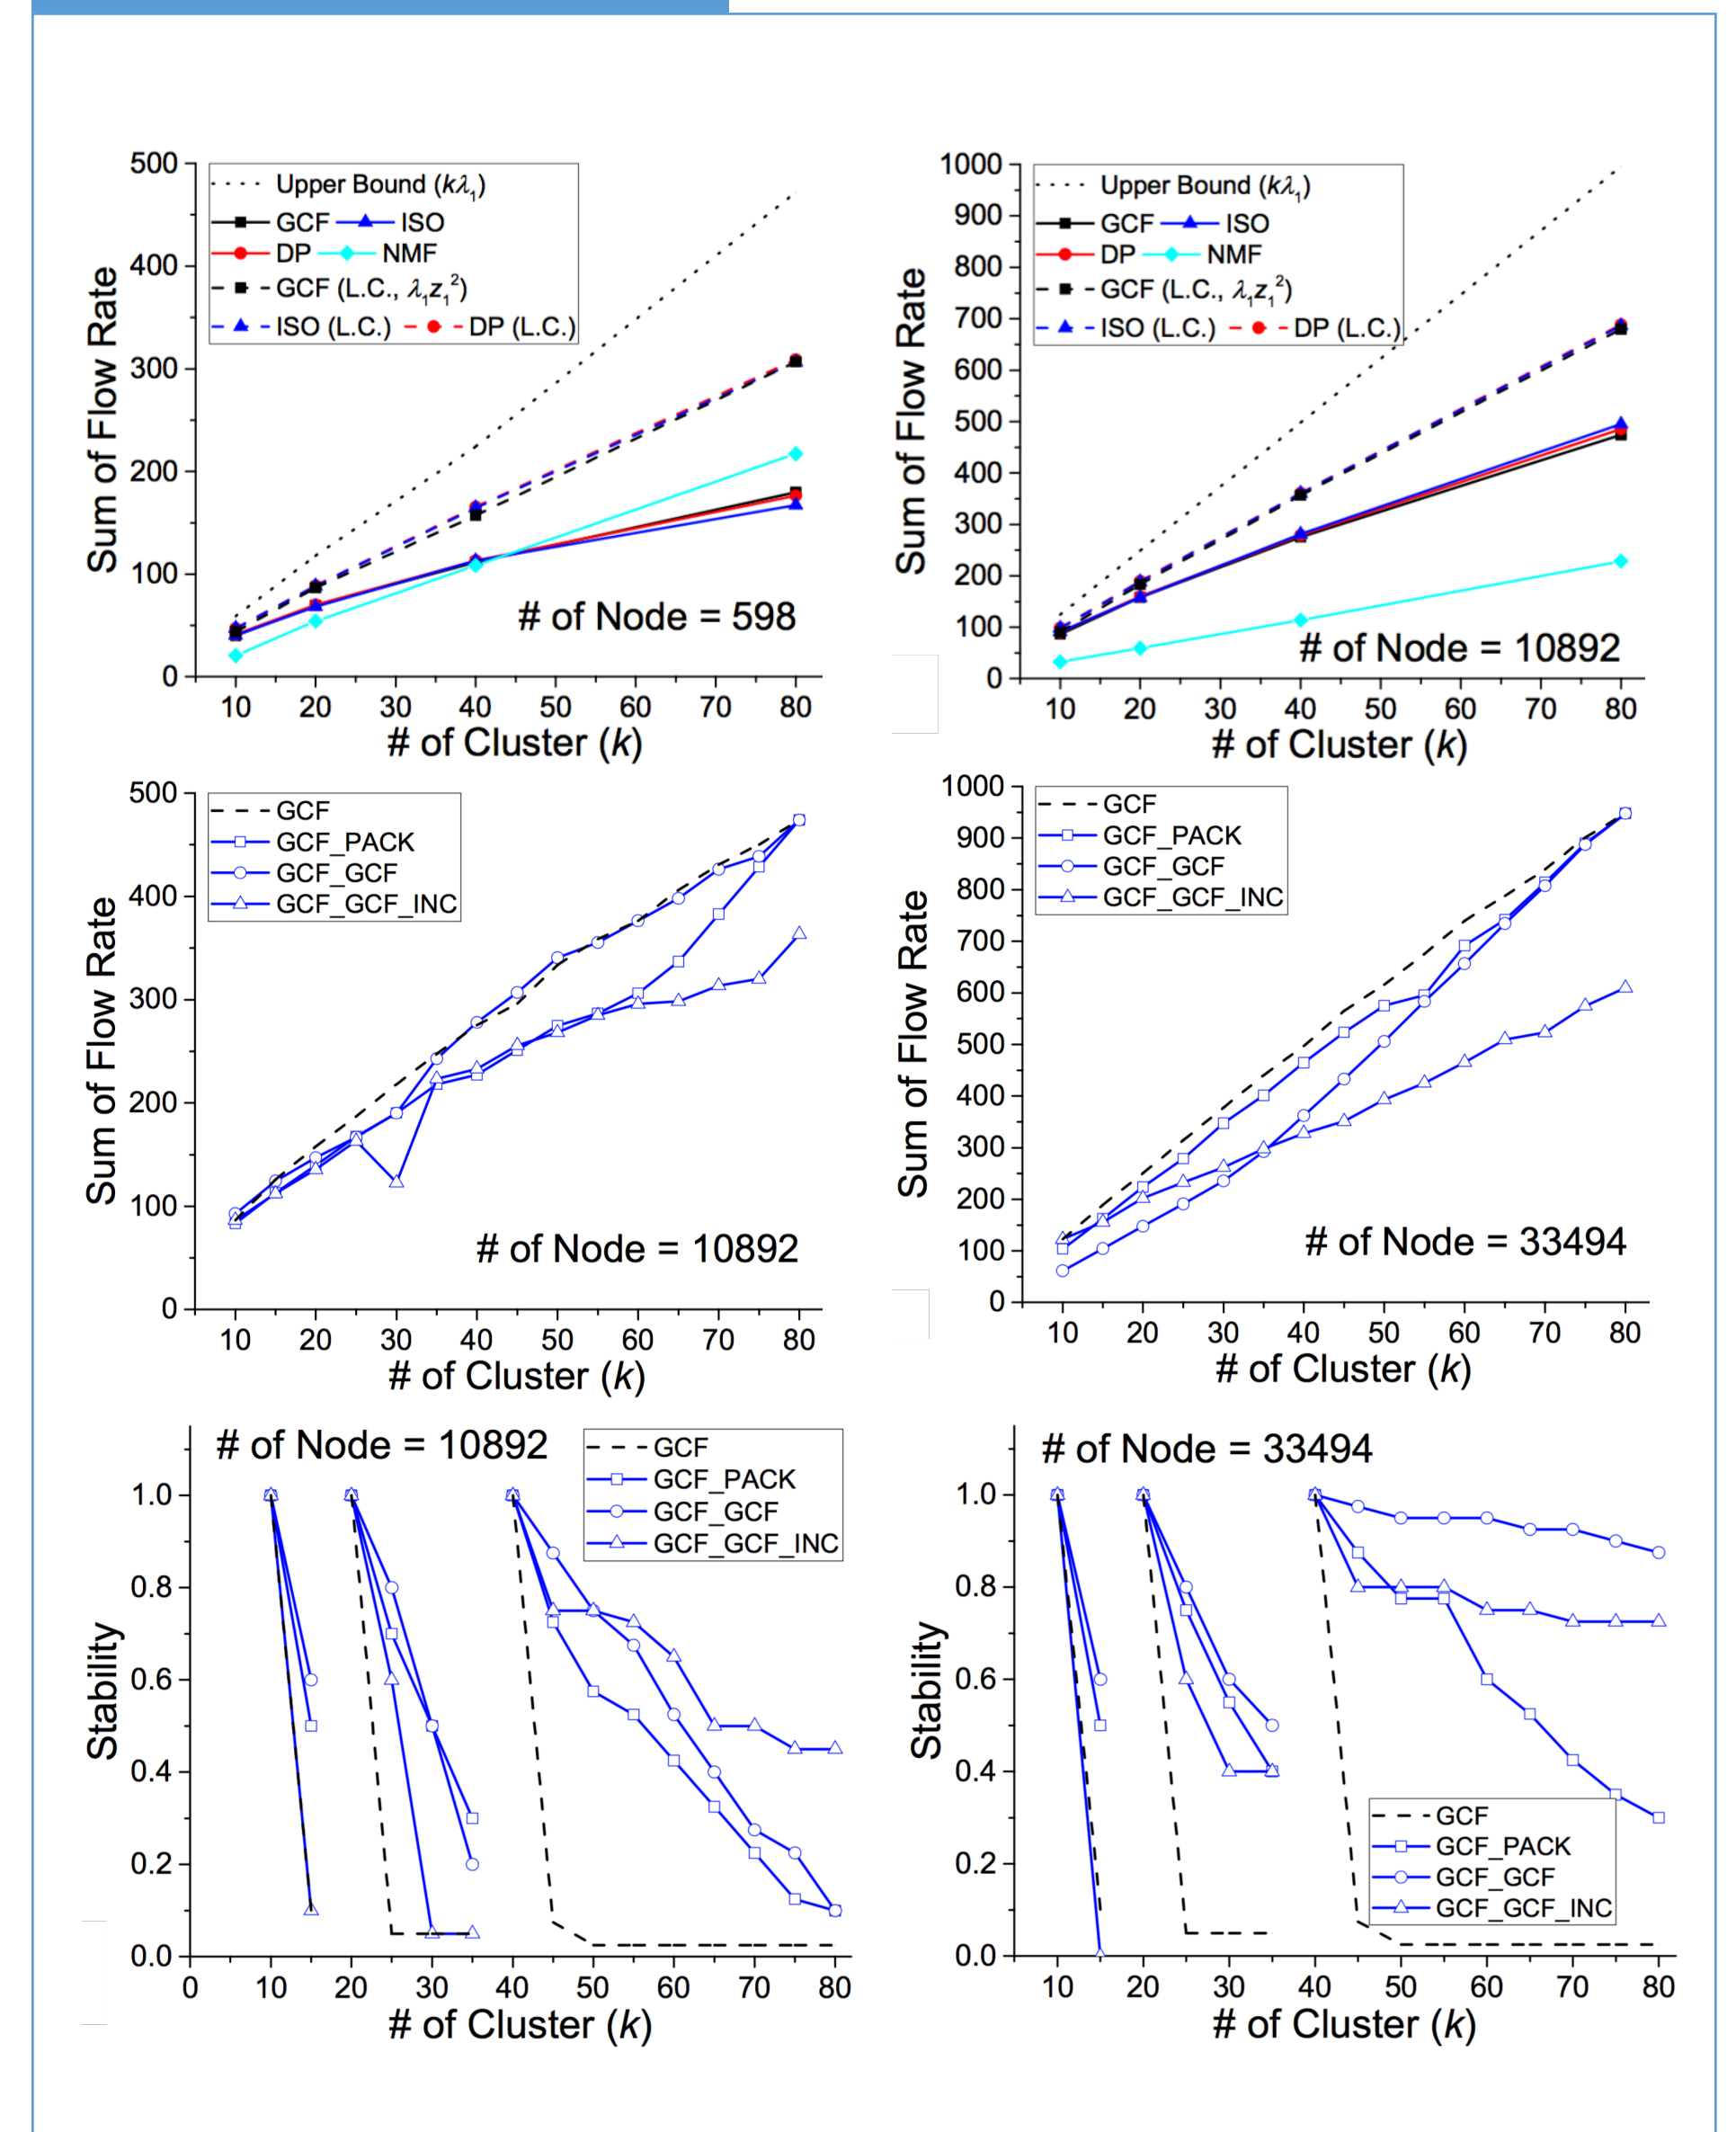 500
400
300
200
100
0
Sum of Flow Rate
Upper Bound (kλ₁)
GCF ISO
DP NMF
GCF (L.C., λ₁z₁²)
ISO (L.C.) DP (L.C.)
# of Node = 598
10 20 30 40 50 60 70 80
# of Cluster (k)
1000
900
800
700
600
500
400
300
200
100
0
Sum of Flow Rate
Upper Bound (kλ₁)
GCF ISO
DP NMF
GCF (L.C., λ₁z₁²)
ISO (L.C.) DP (L.C.)
# of Node = 10892
10 20 30 40 50 60 70 80
# of Cluster (k)
500
400
300
200
100
0
Sum of Flow Rate
GCF
GCF_PACK
GCF_GCF
GCF_GCF_INC
# of Node = 10892
10 20 30 40 50 60 70 80
# of Cluster (k)
1000
900
800
700
600
500
400
300
200
100
0
Sum of Flow Rate
GCF
GCF_PACK
GCF_GCF
GCF_GCF_INC
# of Node = 33494
10 20 30 40 50 60 70 80
# of Cluster (k)
# of Node = 10892
GCF
GCF_PACK
GCF_GCF
GCF_GCF_INC
1.0
0.8
0.6
0.4
0.2
0.0
Stability
0 10 20 30 40 50 60 70 80
# of Cluster (k)
# of Node = 33494
1.0
0.8
0.6
0.4
0.2
0.0
Stability
GCF
GCF_PACK
GCF_GCF
GCF_GCF_INC
10 20 30 40 50 60 70 80
# of Cluster (k)